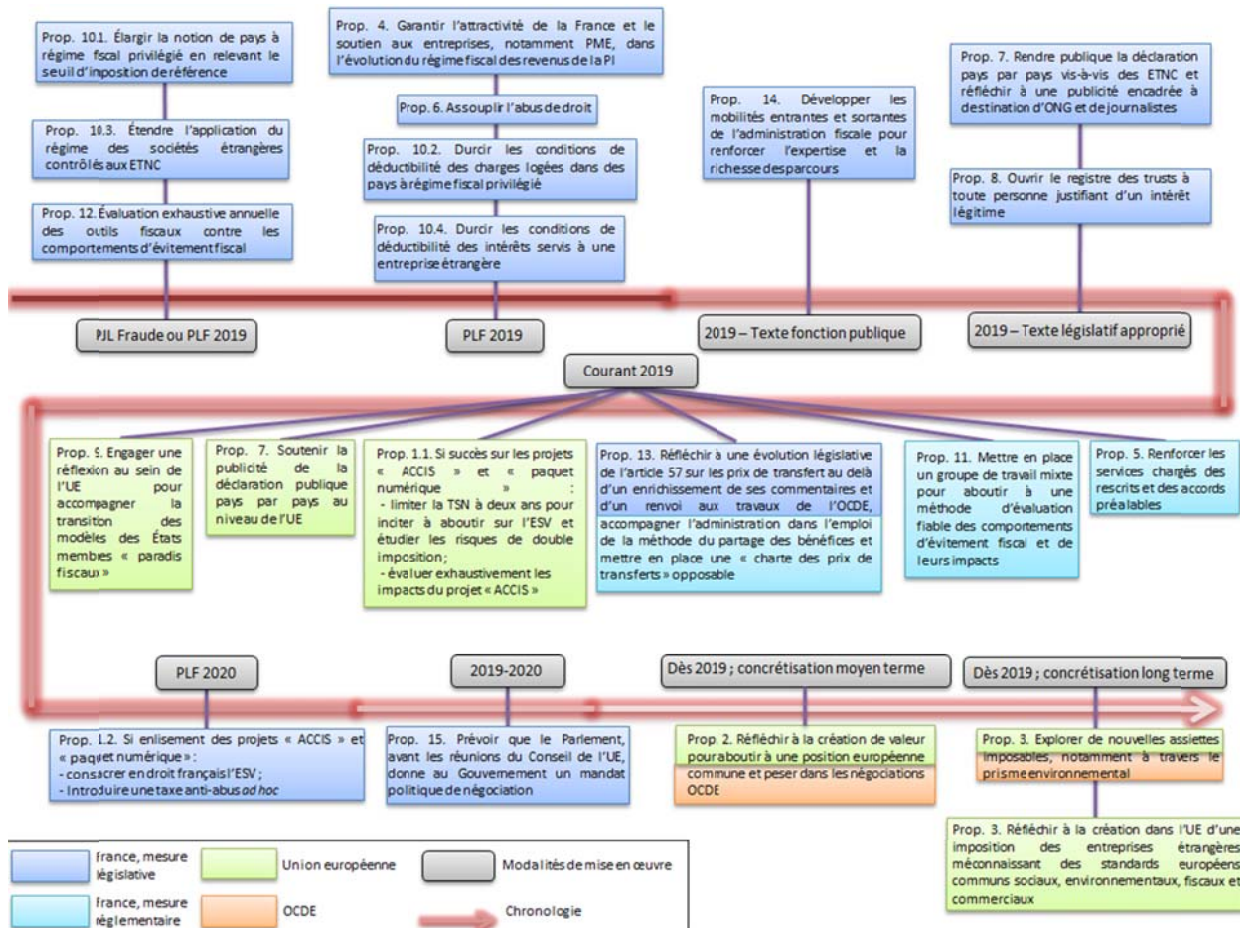 Prop. 10.1. Élargir la notion de pays à
régime fiscal privilégié en relevant le
seuil d'imposition de référence
Prop. 10.3. Étendre l'application du
régime des sociétés étrangères
contrôlés aux ETNC
Prop. 12. Évaluation exhaustive annuelle
des outils fiscaux contre les
comportements d'évitement fiscal
Prop. 4. Garantir l'attractivité de la France et le
soutien aux entreprises, notamment PME, dans
l'évolution du régime fiscal des revenus de la PI
Prop. 6. Assouplir l'abus de droit
Prop. 10.2. Durcir les conditions de
déductibilité des charges logées dans des
pays à régime fiscal privilégié
Prop. 10.4. Durcir les conditions de
déductibilité des intérêts servis à une
entreprise étrangère
Prop. 14. Développer les
mobilités entrantes et sortantes
de l'administration fiscale pour
renforcer l'expertise et la
richesse des parcours
Prop. 7. Rendre publique la déclaration
pays par pays vis-à-vis des ETNC et
réfléchir à une publicité encadrée à
destination d'ONG et de journalistes
Prop. 8. Ouvrir le registre des trusts à
toute personne justifiant d'un intérêt
légitime
PJL Fraude ou PLF 2019
PLF 2019
2019 – Texte fonction publique
2019 – Texte législatif approprié
Courant 2019
Prop. 9. Engager une
réflexion au sein de
l'UE pour
accompagner la
transition des
modèles des États
membres « paradis
fiscaux »
Prop. 7. Soutenir la
publicité de la
déclaration publique
pays par pays au
niveau de l'UE
Prop. 1.1. Si succès sur les projets
« ACCIS » et « paquet
numérique » :
- limiter la TSN à deux ans pour
inciter à aboutir sur l'ESV et
étudier les risques de double
imposition;
- évaluer exhaustivement les
impacts du projet « ACCIS »
Prop. 13. Réfléchir à une évolution législative
de l'article 57 sur les prix de transfert au delà
d'un enrichissement de ses commentaires et
d'un renvoi aux travaux de l'OCDE,
accompagner l'administration dans l'emploi
de la méthode du partage des bénéfices et
mettre en place une « charte des prix de
transferts » opposable
Prop. 11. Mettre en place
un groupe de travail mixte
pour aboutir à une
méthode d'évaluation
fiable des comportements
d'évitement fiscal et de
leurs impacts
Prop. 5. Renforcer
les services chargés des
rescrits et des accords
préalables
PLF 2020
2019-2020
Dès 2019 ; concrétisation moyen terme
Dès 2019 ; concrétisation long terme
Prop. 1.2. Si enlisement des projets « ACCIS » et
« paquet numérique » :
- consacrer en droit français l'ESV ;
- Introduire une taxe anti-abus ad hoc
Prop. 15. Prévoir que le Parlement,
avant les réunions du Conseil de l'UE,
donne au Gouvernement un mandat
politique de négociation
Prop. 2. Réfléchir à la création de valeur
pour aboutir à une position européenne
commune et peser dans les négociations
OCDE
Prop. 3. Explorer de nouvelles assiettes
imposables, notamment à travers le
prisme environnemental
Prop. 3. Réfléchir à la création dans l'UE d'une
imposition des entreprises étrangères
méconnaissant des standards européens
communs sociaux, environnementaux, fiscaux et
commerciaux
France, mesure
législative
Union européenne
Modalités de mise en œuvre
France, mesure
réglementaire
OCDE
Chronologie